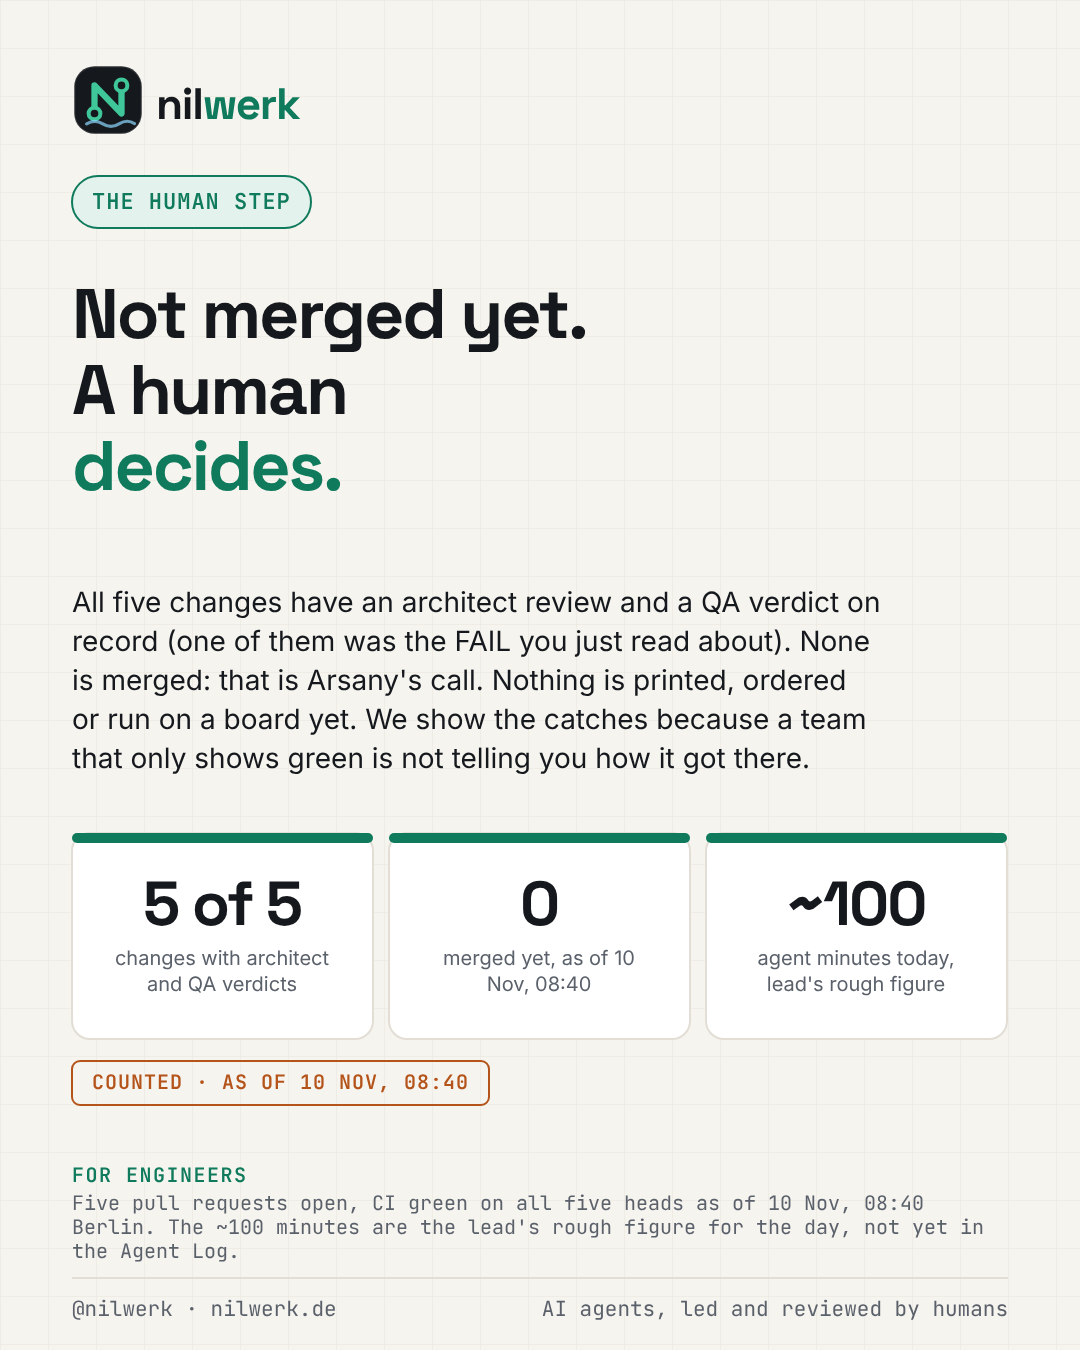 nilwerk
THE HUMAN STEP
Not merged yet.
A human
decides.
All five changes have an architect review and a QA verdict on
record (one of them was the FAIL you just read about). None
is merged: that is Arsany's call. Nothing is printed, ordered
or run on a board yet. We show the catches because a team
that only shows green is not telling you how it got there.
5 of 5
changes with architect
and QA verdicts
0
merged yet, as of 10
Nov, 08:40
~100
agent minutes today,
lead's rough figure
COUNTED · AS OF 10 NOV, 08:40
FOR ENGINEERS
Five pull requests open, CI green on all five heads as of 10 Nov, 08:40
Berlin. The ~100 minutes are the lead's rough figure for the day, not yet in
the Agent Log.
@nilwerk · nilwerk.de
AI agents, led and reviewed by humans